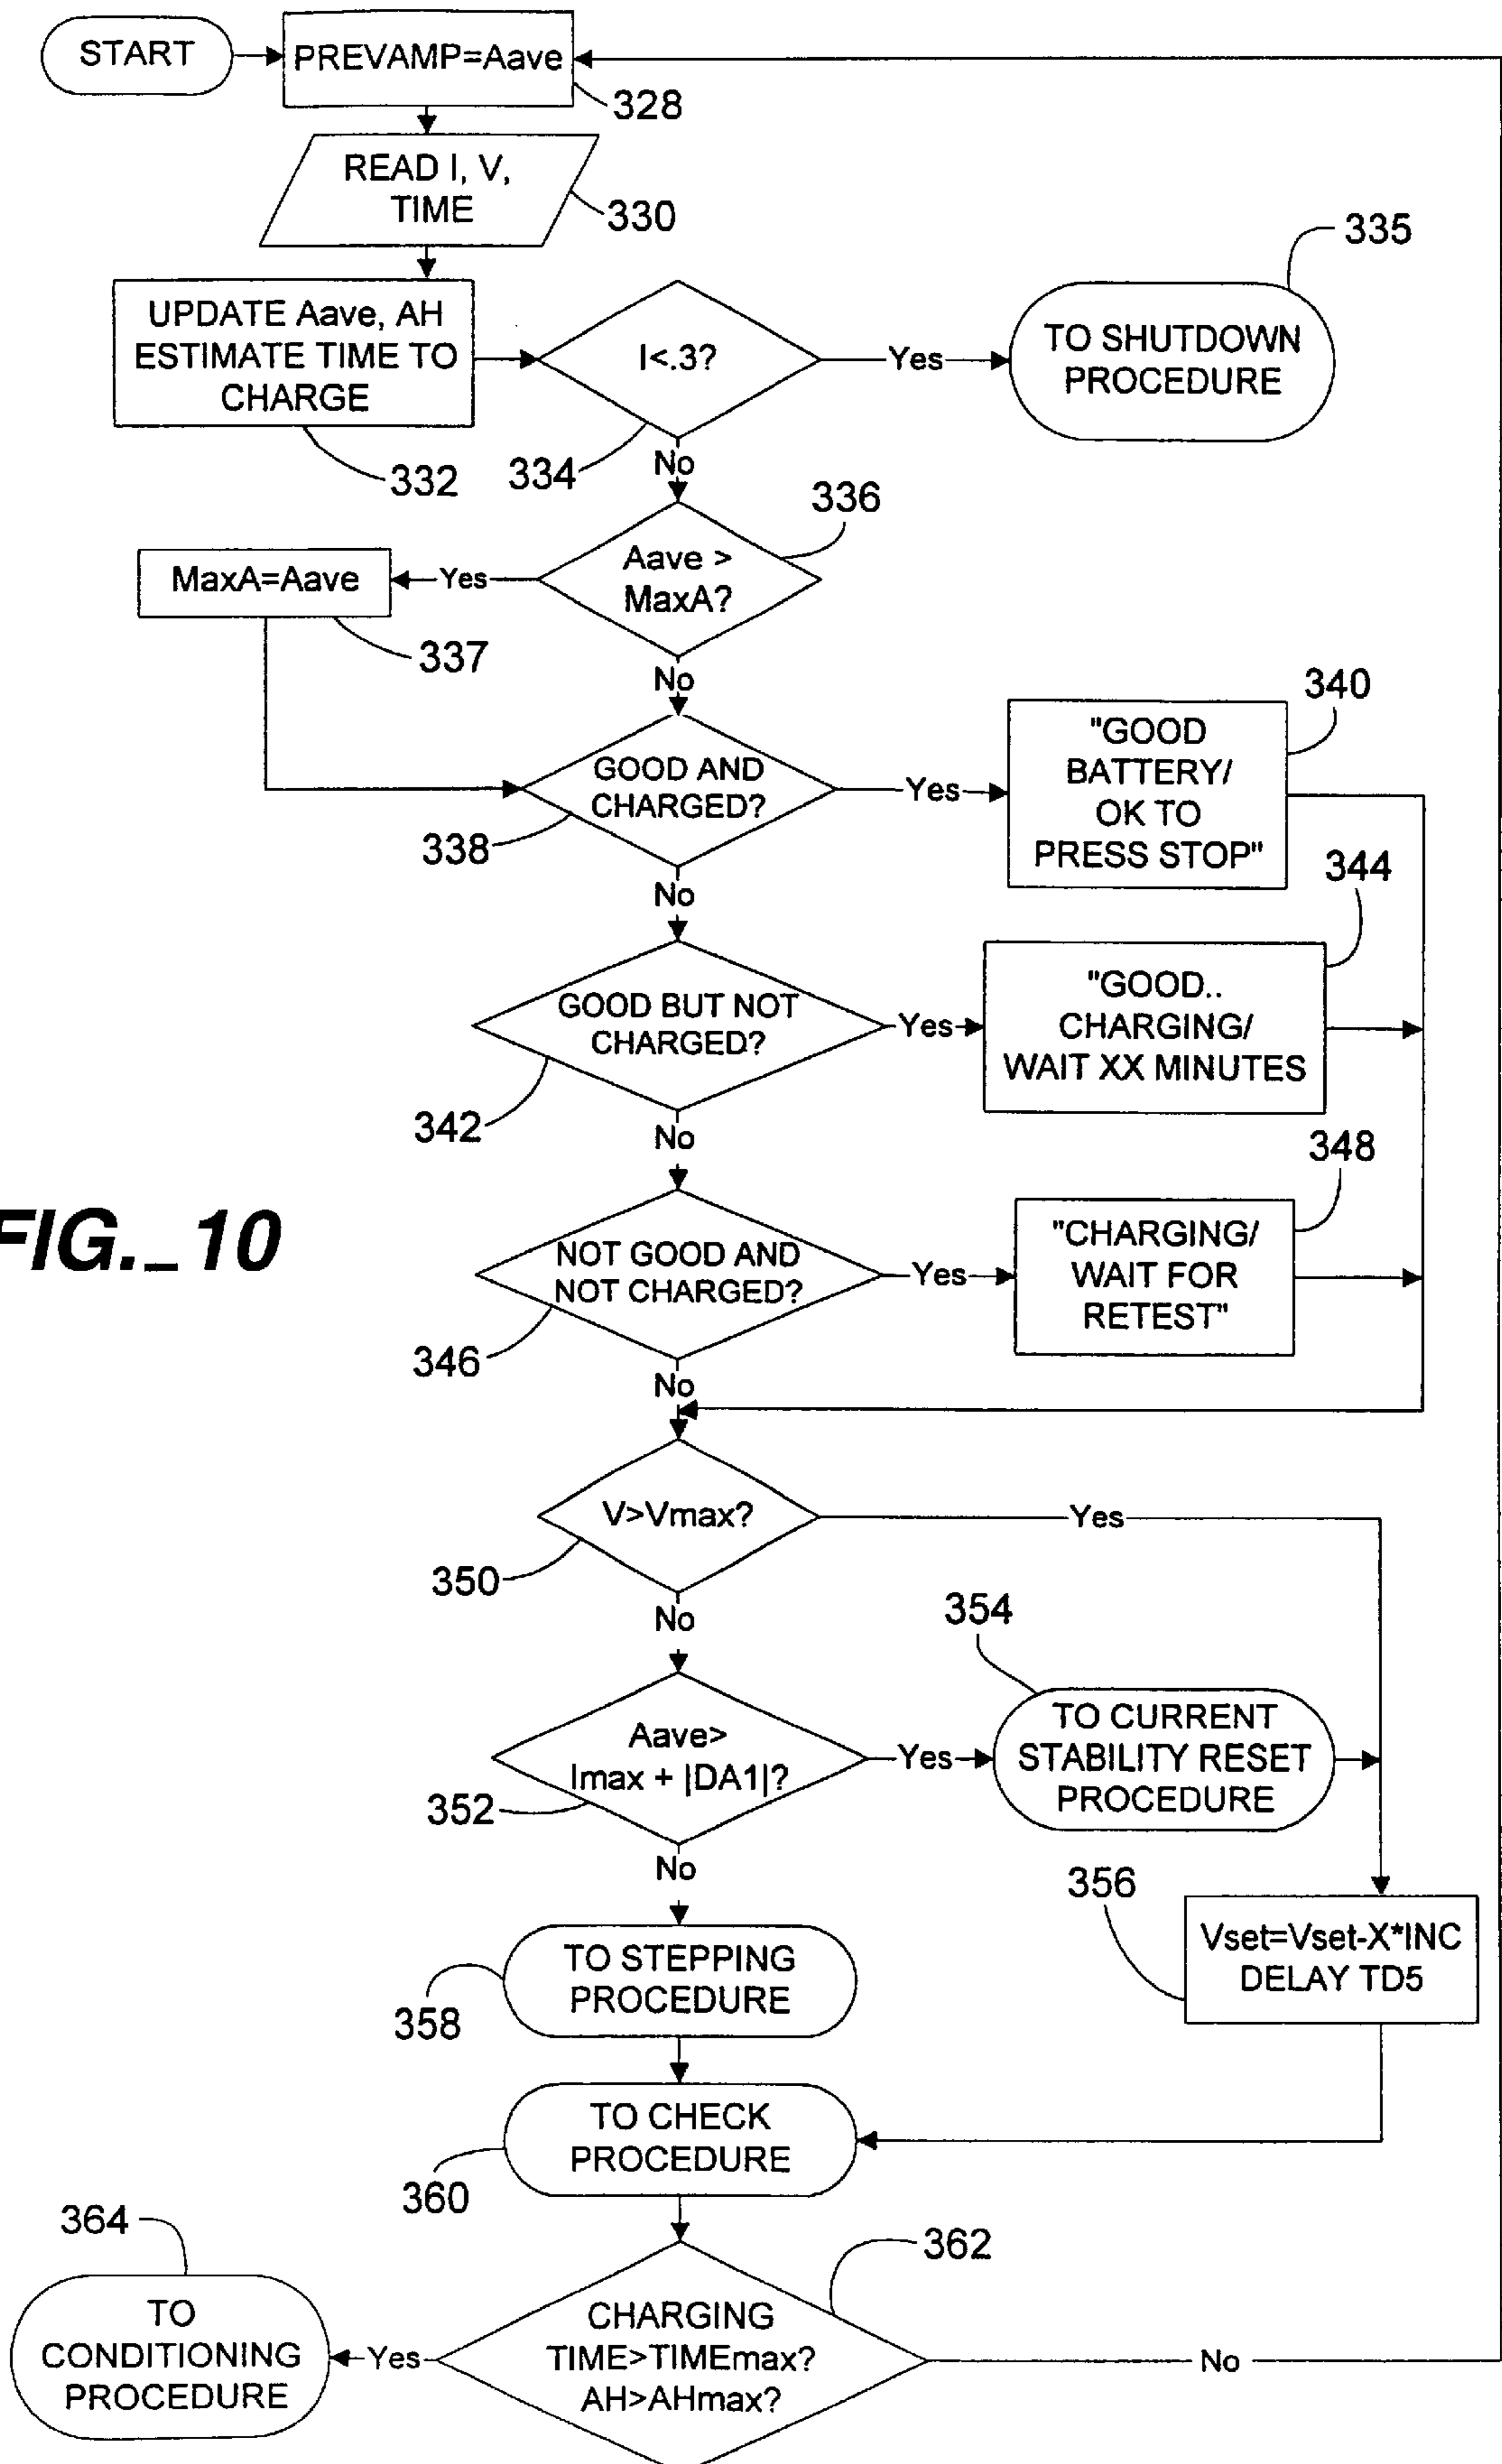 START
PREVAMP=Aave
328
READ I, V,
TIME
330
335
UPDATE Aave, AH
ESTIMATE TIME TO
CHARGE
332
I<.3?
334
Yes
TO SHUTDOWN
PROCEDURE
No
336
Aave >
MaxA?
Yes
MaxA=Aave
337
No
340
GOOD AND
CHARGED?
338
Yes
"GOOD
BATTERY/
OK TO
PRESS STOP"
No
344
GOOD BUT NOT
CHARGED?
342
Yes
"GOOD..
CHARGING/
WAIT XX MINUTES
No
348
FIG._10
NOT GOOD AND
NOT CHARGED?
346
Yes
"CHARGING/
WAIT FOR
RETEST"
No
V>Vmax?
350
Yes
No
354
Aave>
Imax + |DA1|?
352
Yes
TO CURRENT
STABILITY RESET
PROCEDURE
No
356
Vset=Vset-X*INC
DELAY TD5
TO STEPPING
PROCEDURE
358
TO CHECK
PROCEDURE
360
362
364
CHARGING
TIME>TIMEmax?
AH>AHmax?
Yes
TO
CONDITIONING
PROCEDURE
No